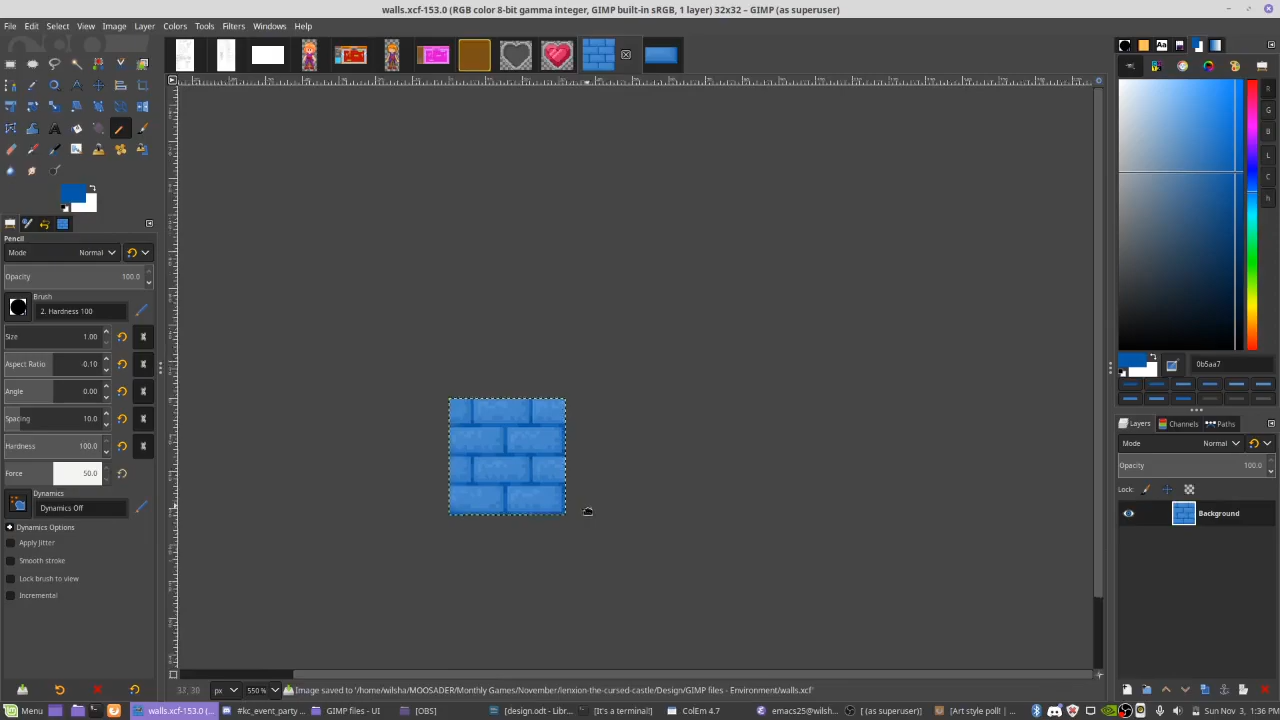 walls.xcf-153.0 (RGB color 8-bit gamma integer, GIMP built-in sRGB, 1 layer) 32x32 – GIMP (as superuser)
File Edit Select View Image Layer Colors Tools Filters Windows Help
Pencil
Mode Normal
Opacity 100.0
Brush
2. Hardness 100
Size 1.00
Aspect Ratio -0.10
Angle 0.00
Spacing 10.0
Hardness 100.0
Force 50.0
Dynamics
Dynamics Off
Dynamics Options
Apply Jitter
Smooth stroke
Lock brush to view
Incremental
R
G
B
L
C
h
0b5aa7
Layers Channels Paths
Mode Normal
Opacity 100.0
Lock:
Background
33, 30 px 550 % Image saved to '/home/wilsha/MOOSADER/Monthly Games/November/lenxion-the-cursed-castle/Design/GIMP files - Environment/walls.xcf'
Menu walls.xcf-153.0 (... #kc_event_party ... GIMP files - UI [OBS] [design.odt - Libr... [It's a terminal!] ColEm 4.7 emacs25@wilsh... [ (as superuser)] [Art style poll! | ... Sun Nov 3, 1:36 PM